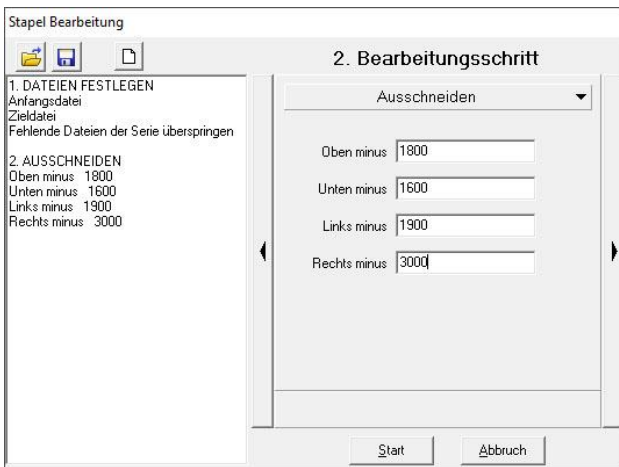 Stapel Bearbeitung
1. DATEIEN FESTLEGEN
Anfangsdatei
Zieldatei
Fehlende Dateien der Serie überspringen
2. AUSSCHNEIDEN
Oben minus 1800
Unten minus 1600
Links minus 1900
Rechts minus 3000
2. Bearbeitungsschritt
Ausschneiden
Oben minus 1800
Unten minus 1600
Links minus 1900
Rechts minus 3000
Start Abbruch